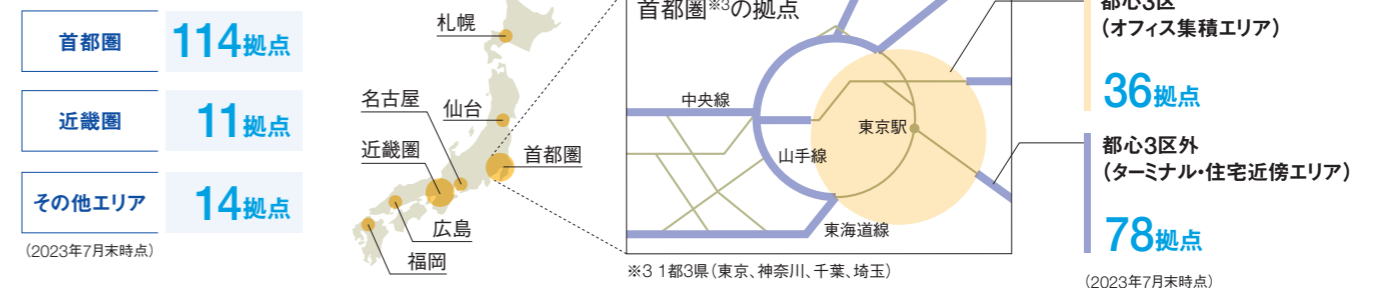 首都圏 114拠点
近畿圏 11拠点
その他エリア 14拠点
(2023年7月末時点)
札幌
名古屋
仙台
近畿圏
首都圏
広島
福岡
首都圏※3の拠点
中央線
東京駅
山手線
東海道線
※3 1都3県(東京、神奈川、千葉、埼玉)
都心3区
(オフィス集積エリア)
36拠点
都心3区外
(ターミナル・住宅近傍エリア)
78拠点
(2023年7月末時点)